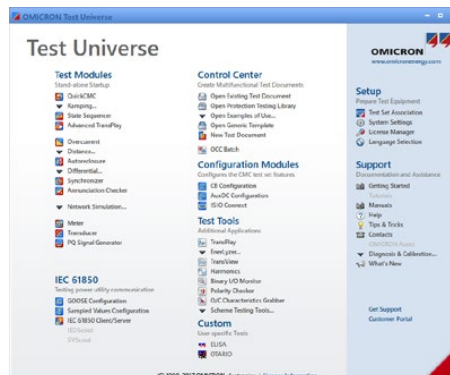 OMICRON Test Universe
Test Universe
Test Modules
Stand-alone Startup
QuickCMC
Ramping...
State Sequencer
Advanced TransPlay
Overcurrent
Distance...
Autoreclosure
Differential...
Synchronizer
Annunciation Checker
Network Simulation...
Meter
Transducer
PQ Signal Generator
IEC 61850
Testing power utility communication
GOOSE Configuration
Sampled Values Configuration
IEC 61850 Client/Server
IEDScout
SVScout
Control Center
Create Multifunctional Test Documents
Open Existing Test Document
Open Protection Testing Library
Open Examples of Use...
Open Generic Template
New Test Document
OCC Batch
Configuration Modules
Configures the CMC test set features
CB Configuration
AuxDC Configuration
ISIO Connect
Test Tools
Additional Applications
TransPlay
EnerLyzer...
TransView
Harmonics
Binary I/O Monitor
Polarity Checker
O/C Characteristics Grabber
Scheme Testing Tools...
Custom
User-specific Tools
ELISA
OTARIO
OMICRON
www.omicronenergy.com
Setup
Prepare Test Equipment
Test Set Association
System Settings
License Manager
Language Selection
Support
Documentation and Assistance
Getting Started
Tutorials
Manuals
Help
Tips & Tricks
Contacts
OMICRON Assist
Diagnosis & Calibration...
What's New
Get Support
Customer Portal